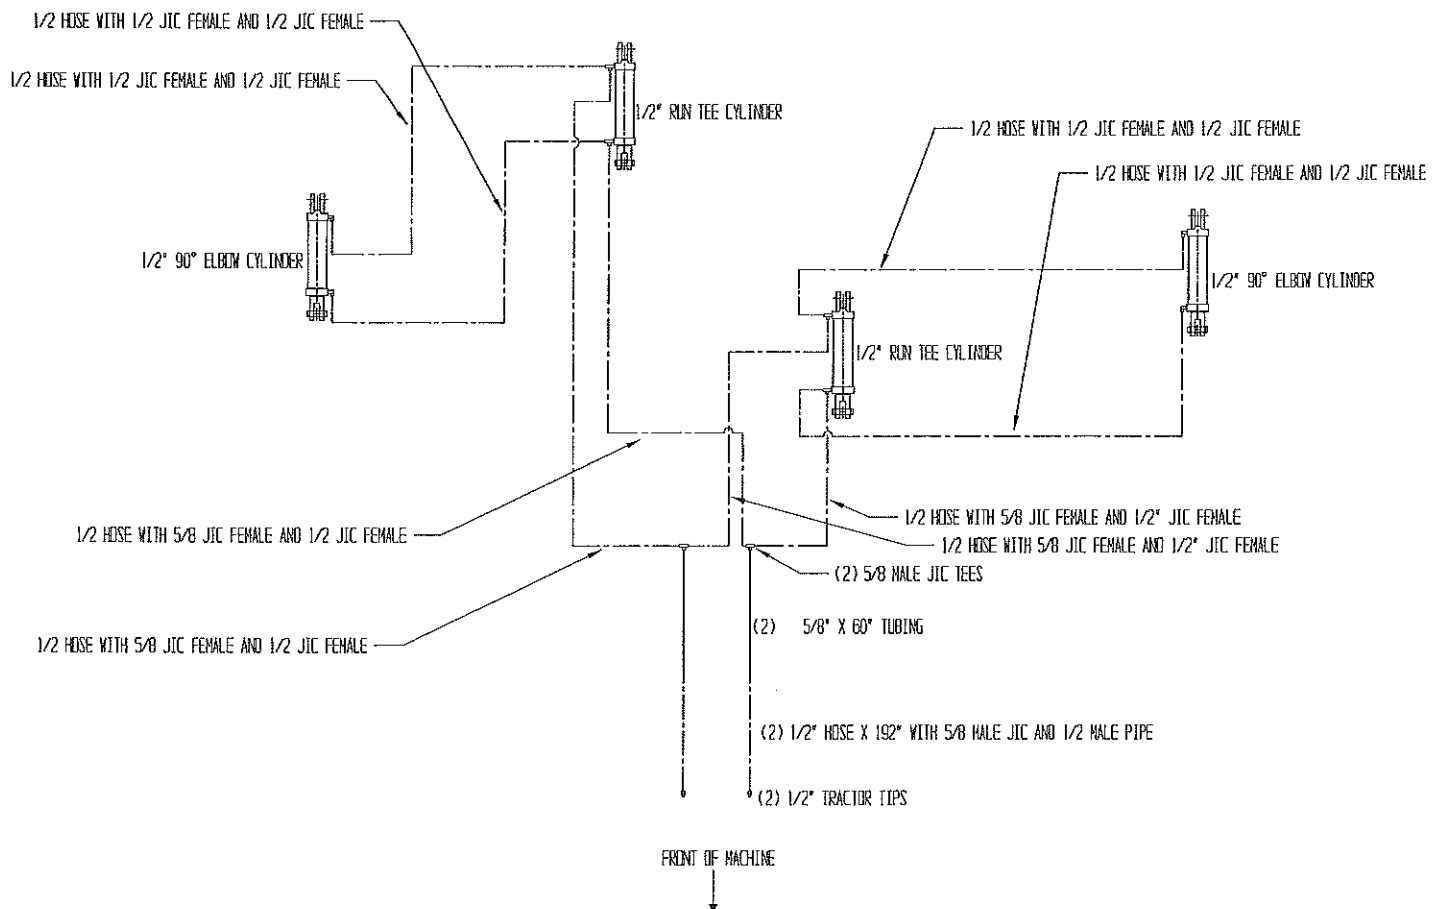 1/2 HOSE WITH 1/2 JIC FEMALE AND 1/2 JIC FEMALE
1/2 HOSE WITH 1/2 JIC FEMALE AND 1/2 JIC FEMALE
1/2" RUN TEE CYLINDER
1/2 HOSE WITH 1/2 JIC FEMALE AND 1/2 JIC FEMALE
1/2 HOSE WITH 1/2 JIC FEMALE AND 1/2 JIC FEMALE
1/2" 90° ELBOW CYLINDER
1/2" 90° ELBOW CYLINDER
1/2" RUN TEE CYLINDER
1/2 HOSE WITH 5/8 JIC FEMALE AND 1/2" JIC FEMALE
1/2 HOSE WITH 5/8 JIC FEMALE AND 1/2 JIC FEMALE
1/2 HOSE WITH 5/8 JIC FEMALE AND 1/2" JIC FEMALE
(2) 5/8 MALE JIC TEES
(2) 5/8" X 60" TUBING
1/2 HOSE WITH 5/8 JIC FEMALE AND 1/2 JIC FEMALE
(2) 1/2" HOSE X 192" WITH 5/8 MALE JIC AND 1/2 MALE PIPE
(2) 1/2" TRACTOR TIPS
FRONT OF MACHINE